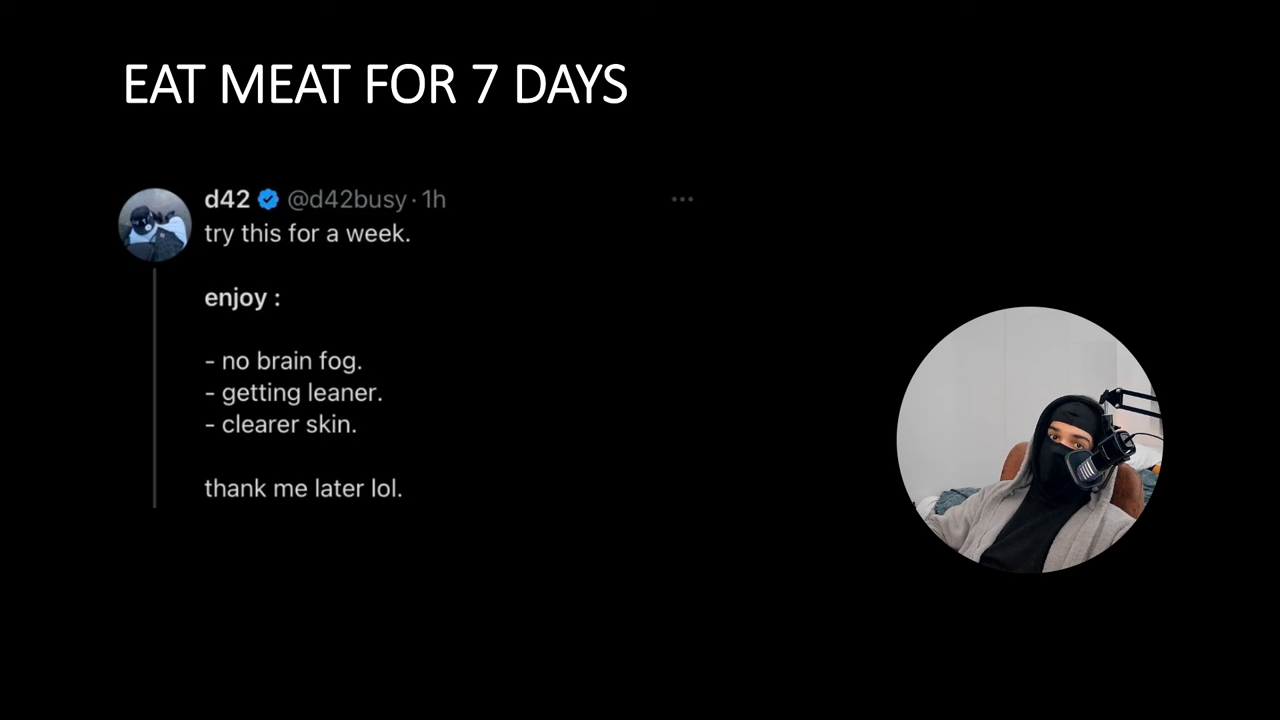 EAT MEAT FOR 7 DAYS
d42 @d42busy · 1h
try this for a week.
enjoy :
- no brain fog.
- getting leaner.
- clearer skin.
thank me later lol.